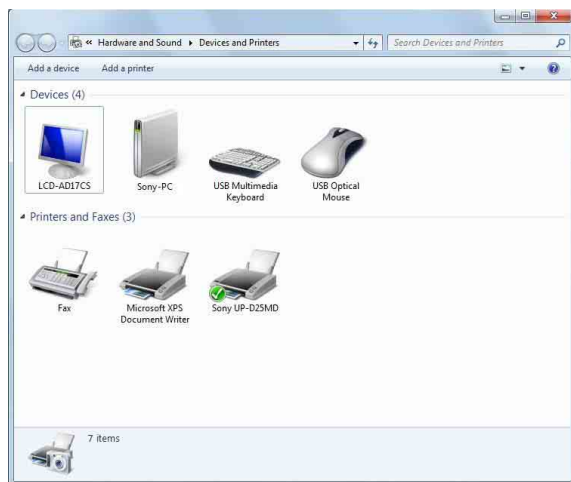 « Hardware and Sound ▸ Devices and Printers
Search Devices and Printers
Add a device Add a printer
Devices (4)
LCD-AD17CS Sony-PC USB Multimedia Keyboard USB Optical Mouse
Printers and Faxes (3)
Fax Microsoft XPS Document Writer Sony UP-D25MD
7 items